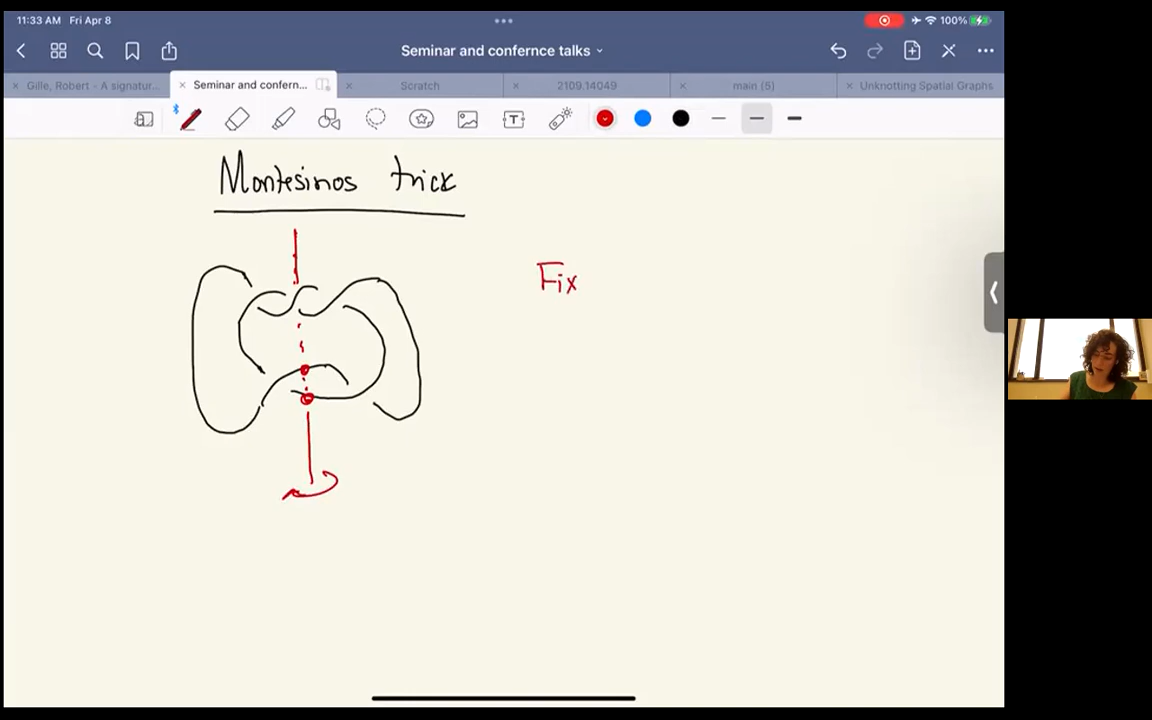 11:33 AM Fri Apr 8
100%
Seminar and confernce talks
Gille, Robert - A signatur...
Seminar and confern...
Scratch
2109.14049
main (5)
Unknotting Spatial Graphs
T
Montesinos trick
Fix